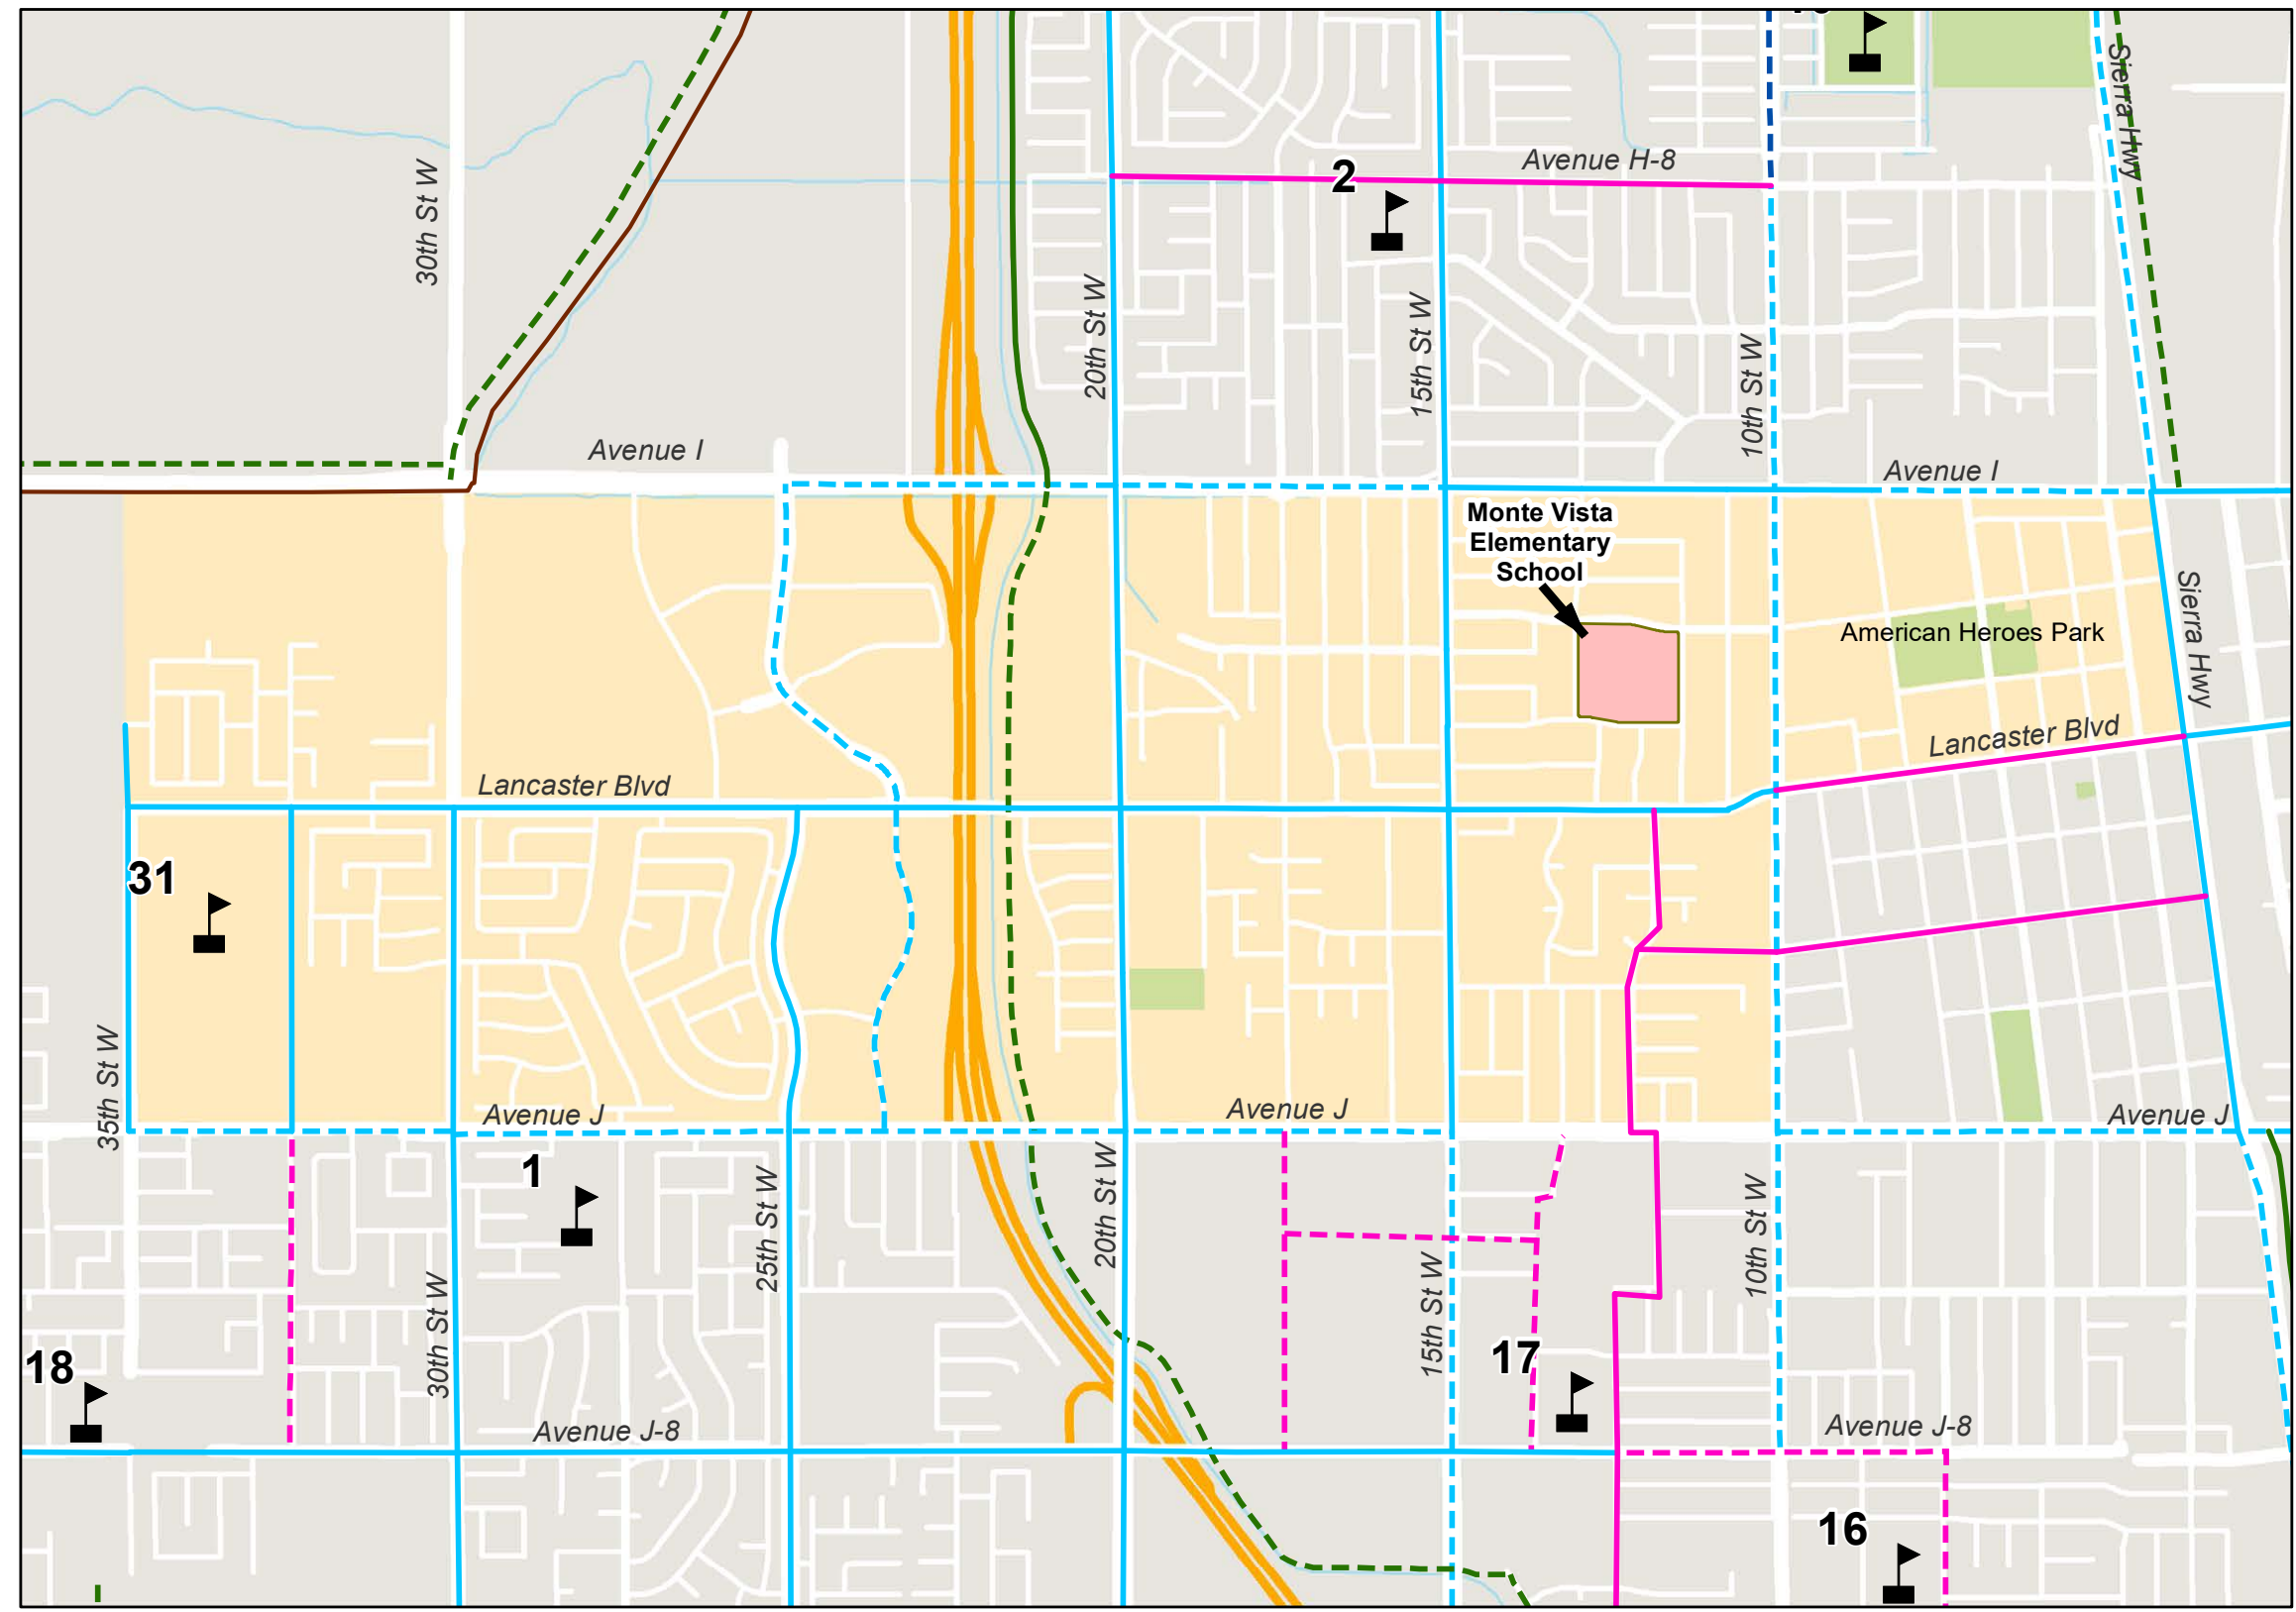 Sierra Hwy
Avenue H-8
2
30th St W
20th St W
15th St W
10th St W
Avenue I
Avenue I
Monte Vista
Elementary
School
American Heroes Park
Sierra Hwy
Lancaster Blvd
Lancaster Blvd
31
35th St W
Avenue J
Avenue J
Avenue J
1
25th St W
20th St W
10th St W
30th St W
15th St W
17
18
Avenue J-8
Avenue J-8
16